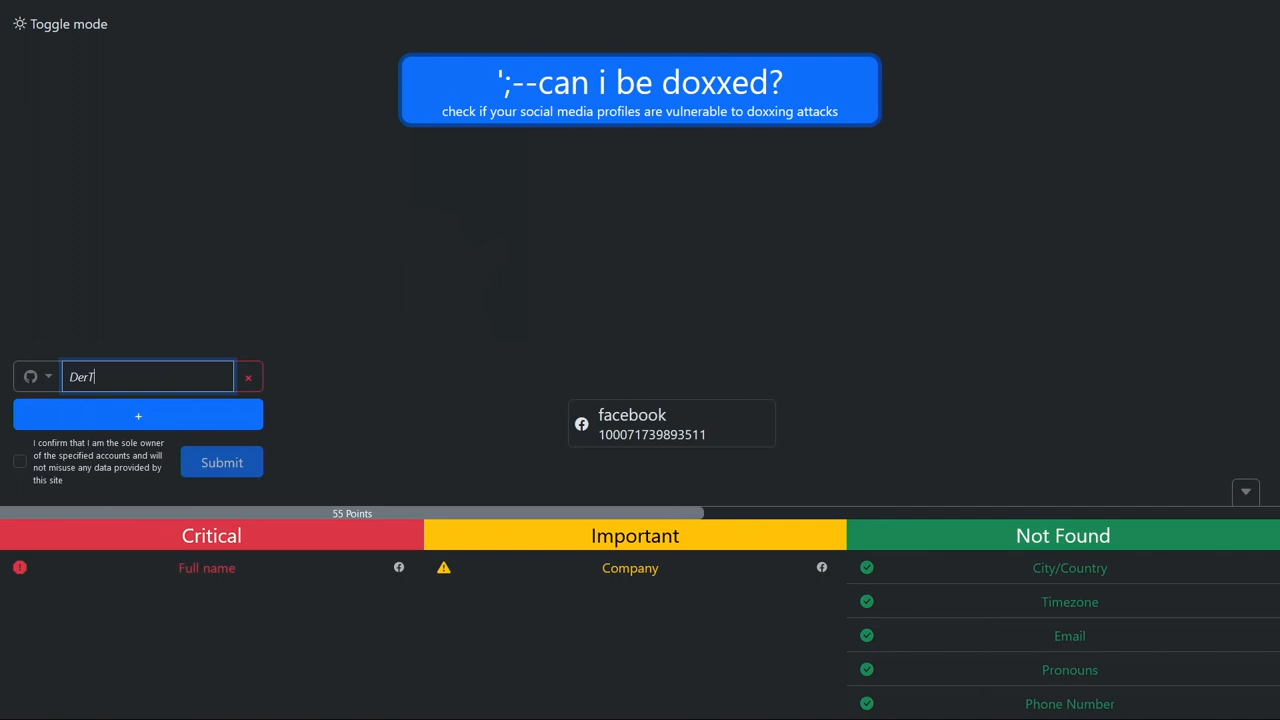 Toggle mode
';--can i be doxxed?
check if your social media profiles are vulnerable to doxxing attacks
DerT
×
+
I confirm that I am the sole owner
of the specified accounts and will
not misuse any data provided by
this site
Submit
facebook
100071739893511
55 Points
Critical
Important
Not Found
Full name
Company
City/Country
Timezone
Email
Pronouns
Phone Number